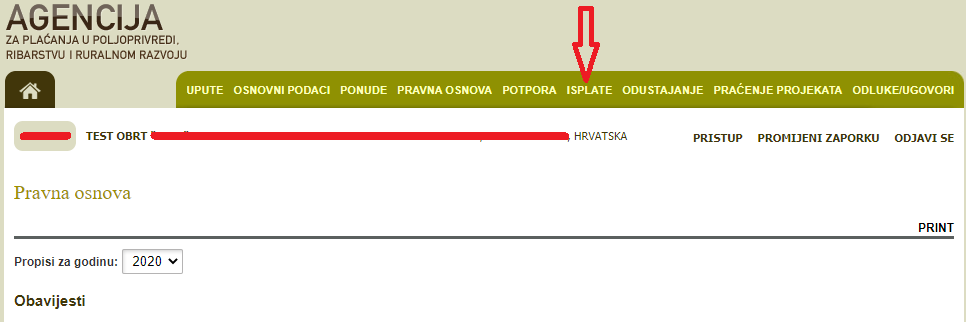 AGENCIJA
ZA PLAĆANJA U POLJOPRIVREDI,
RIBARSTVU I RURALNOM RAZVOJU
UPUTE OSNOVNI PODACI PONUDE PRAVNA OSNOVA POTPORA ISPLATE ODUSTAJANJE PRAĆENJE PROJEKATA ODLUKE/UGOVORI
TEST OBRT HRVATSKA PRISTUP PROMIJENI ZAPORKU ODJAVI SE
Pravna osnova
PRINT
Propisi za godinu: 2020
Obavijesti